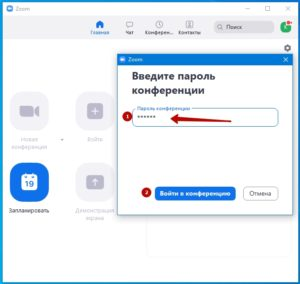 Zoom
Главная
Чат
Конферен...
Контакты
Поиск
Zoom
Введите пароль
конференции
Пароль конференции
1
******
2
Войти в конференцию
Отмена
Новая
конференция
Войти
19
Запланировать
Демонстрация
экрана